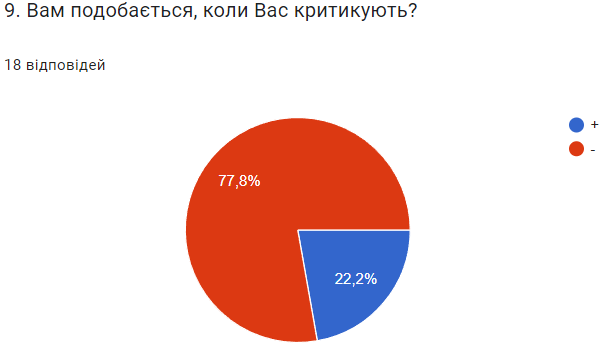 9. Вам подобається, коли Вас критикують?
18 відповідей
+
-
77,8%
22,2%